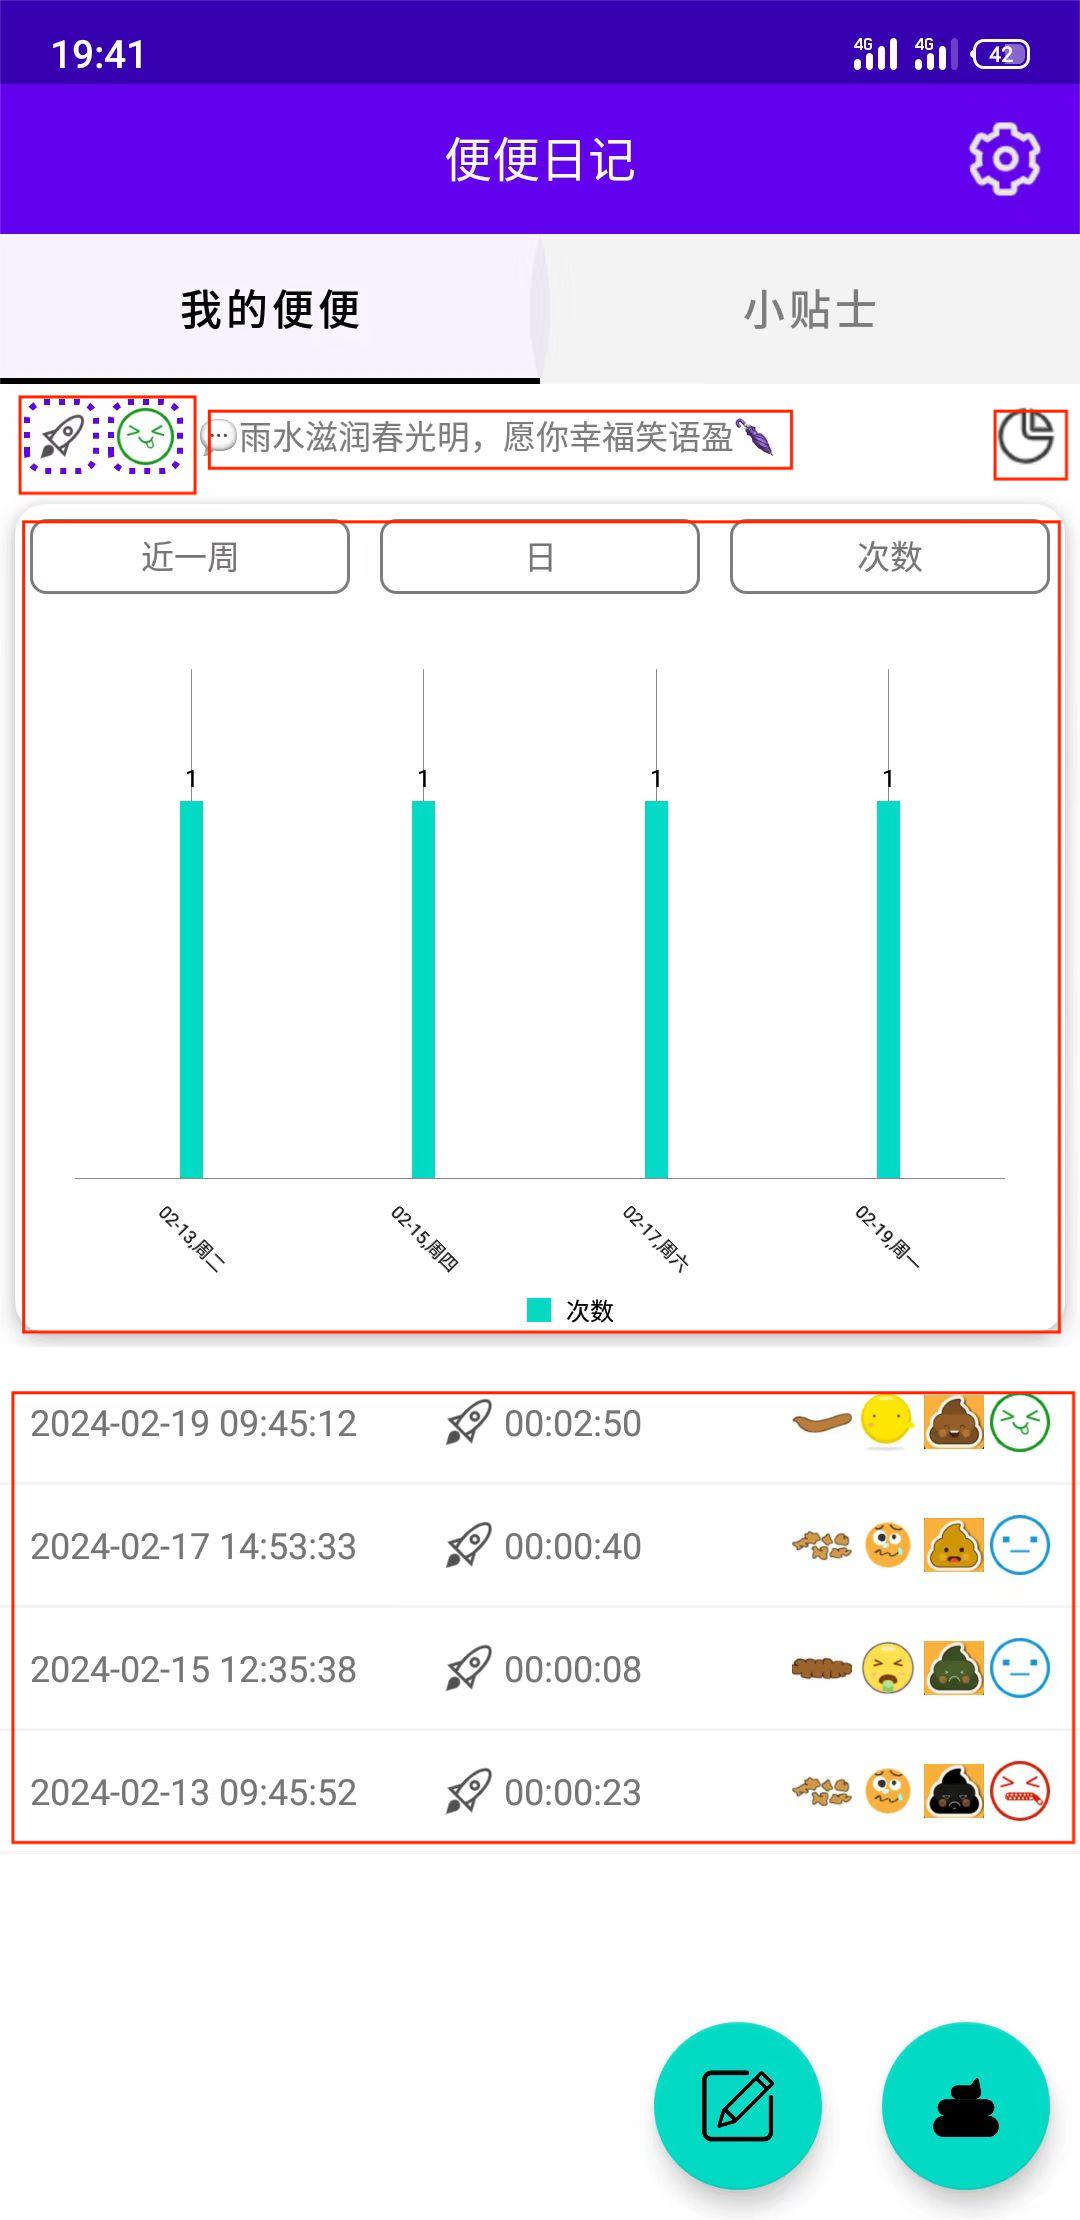 19:41
4G 4G 42
便便日记
我的便便 小贴士
雨水滋润春光明，愿你幸福笑语盈
近一周 日 次数
1 1 1 1
02-13,周二 02-15,周四 02-17,周六 02-19,周一
次数
2024-02-19 09:45:12 00:02:50
2024-02-17 14:53:33 00:00:40
2024-02-15 12:35:38 00:00:08
2024-02-13 09:45:52 00:00:23